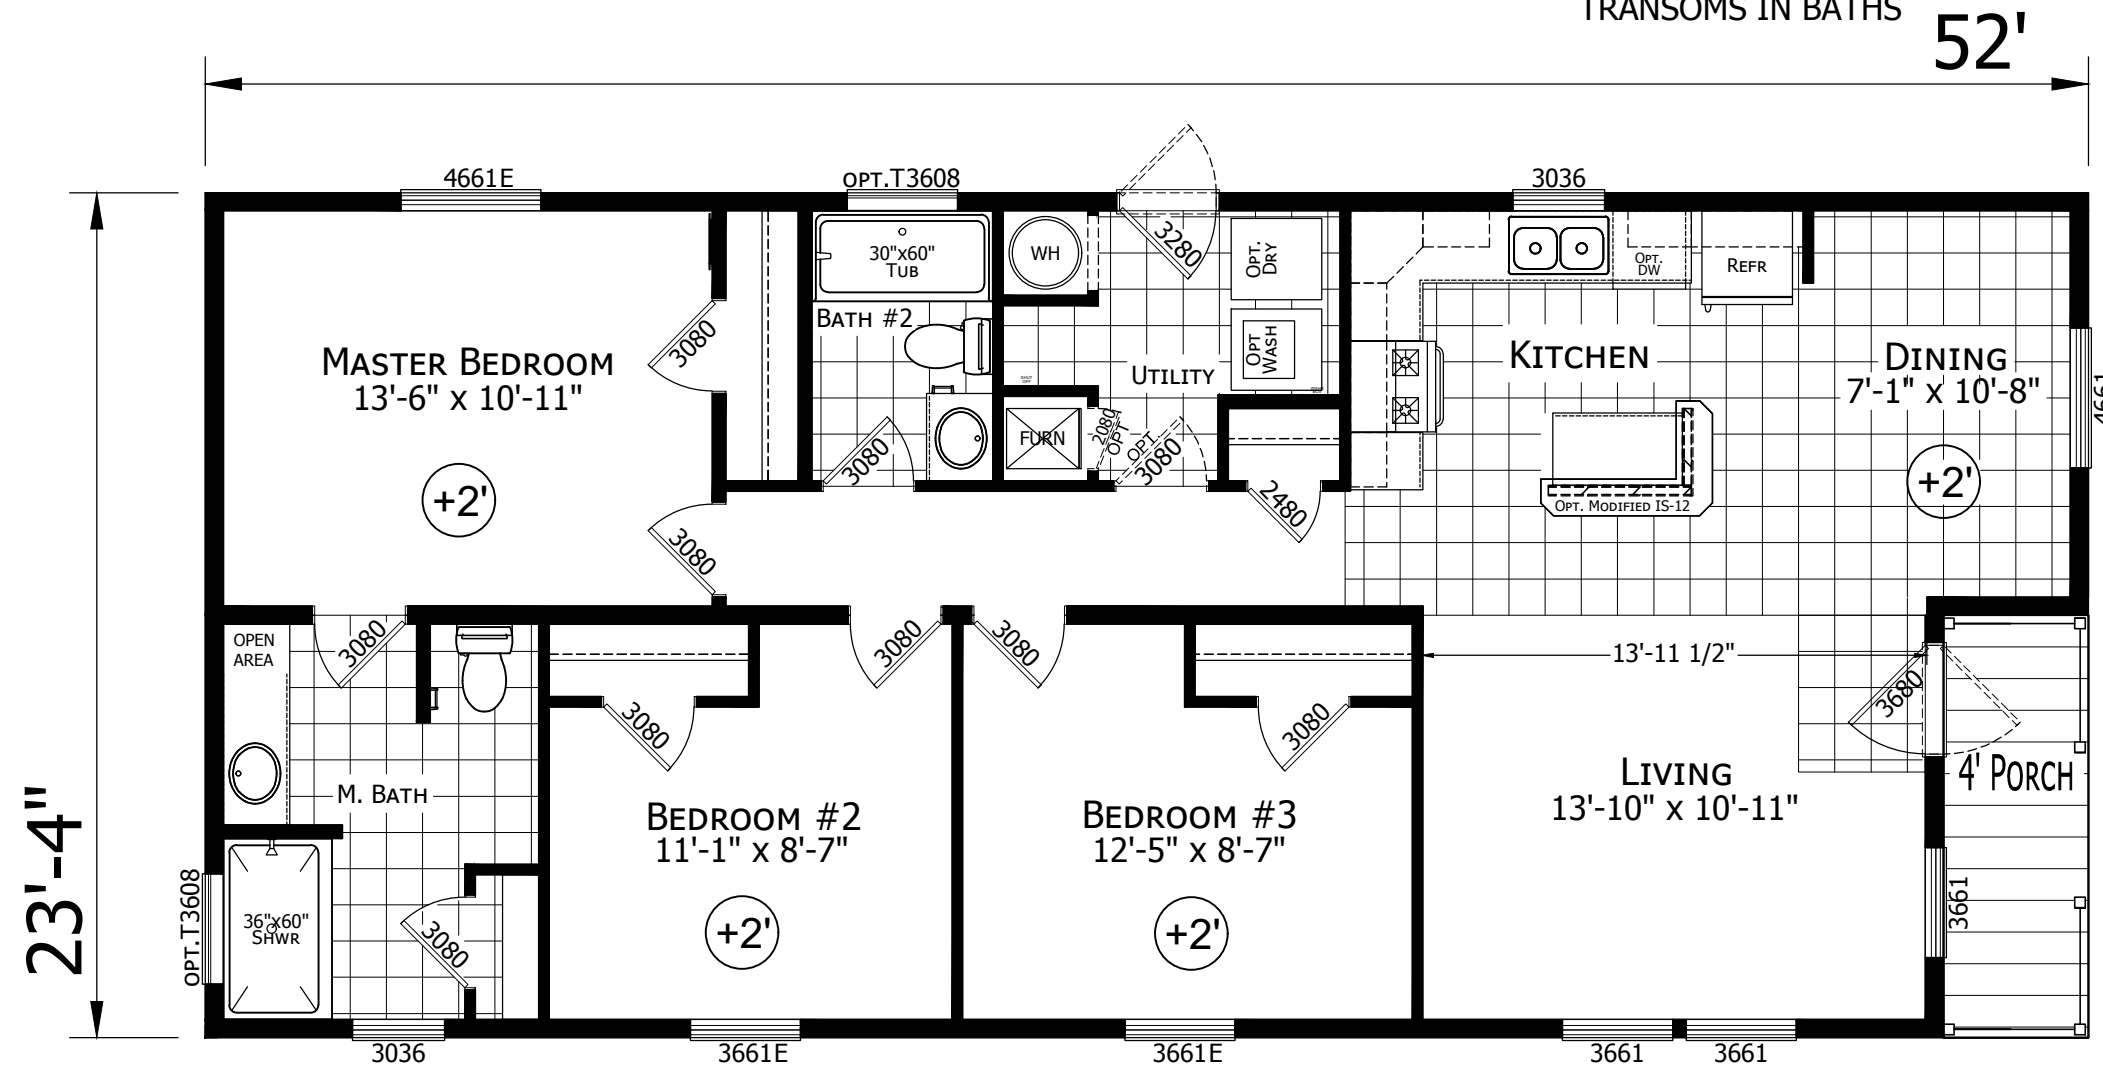 TRANSOMS IN BATHS
52'
4661E
OPT.T3608
3036
3280
30"x60"
TUB
WH
OPT.
DRY
OPT.
DW
REFR
BATH #2
3080
OPT
WASH
MASTER BEDROOM
13'-6" x 10'-11"
UTILITY
KITCHEN
DINING
7'-1" x 10'-8"
4661
FURN
2080
OPT
OPT.
3080
3080
2480
+2'
+2'
OPT. MODIFIED IS-12
3080
OPEN
AREA
3080
3080
3080
13'-11 1/2"
3680
3080
3080
M. BATH
LIVING
13'-10" x 10'-11"
4' PORCH
BEDROOM #2
11'-1" x 8'-7"
BEDROOM #3
12'-5" x 8'-7"
23'-4"
OPT.T3608
36"x60"
SHWR
3080
+2'
+2'
3661
3036
3661E
3661E
3661
3661